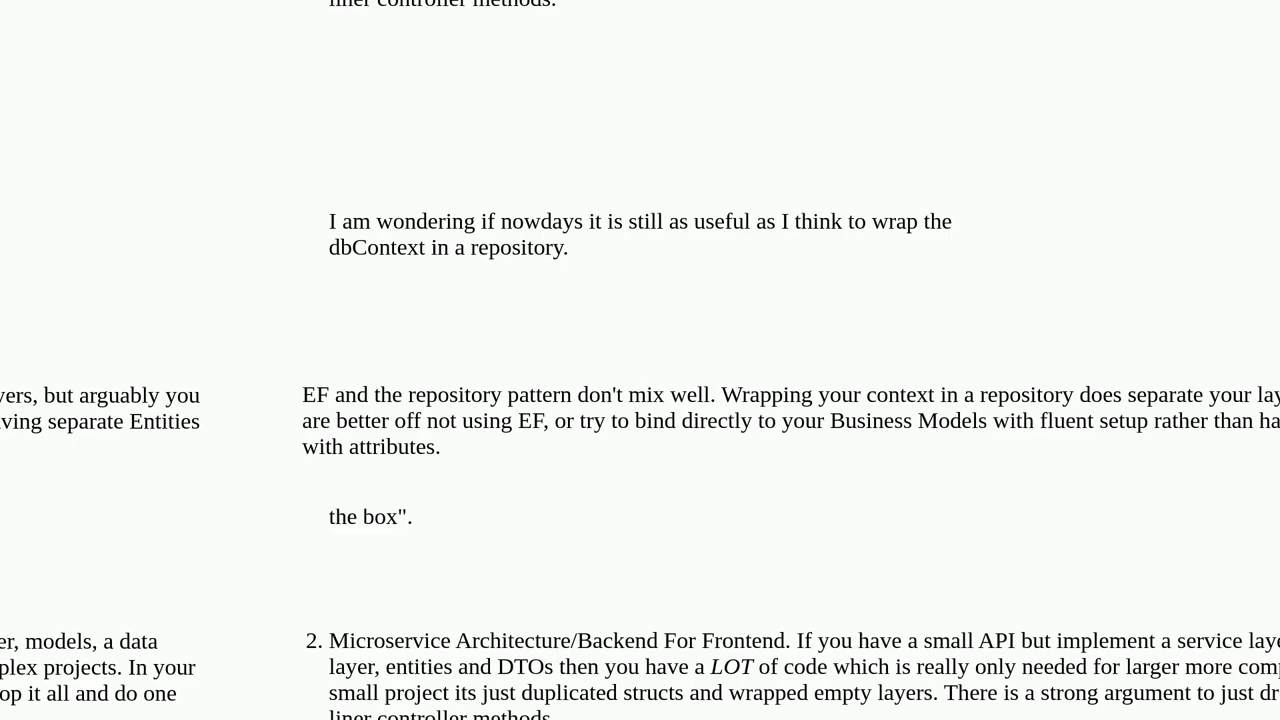 liner controller methods.
I am wondering if nowdays it is still as useful as I think to wrap the
dbContext in a repository.
vers, but arguably you
ving separate Entities
EF and the repository pattern don't mix well. Wrapping your context in a repository does separate your lay
are better off not using EF, or try to bind directly to your Business Models with fluent setup rather than ha
with attributes.
the box".
er, models, a data
plex projects. In your
op it all and do one
2. Microservice Architecture/Backend For Frontend. If you have a small API but implement a service laye
layer, entities and DTOs then you have a LOT of code which is really only needed for larger more comp
small project its just duplicated structs and wrapped empty layers. There is a strong argument to just dr
liner controller methods.